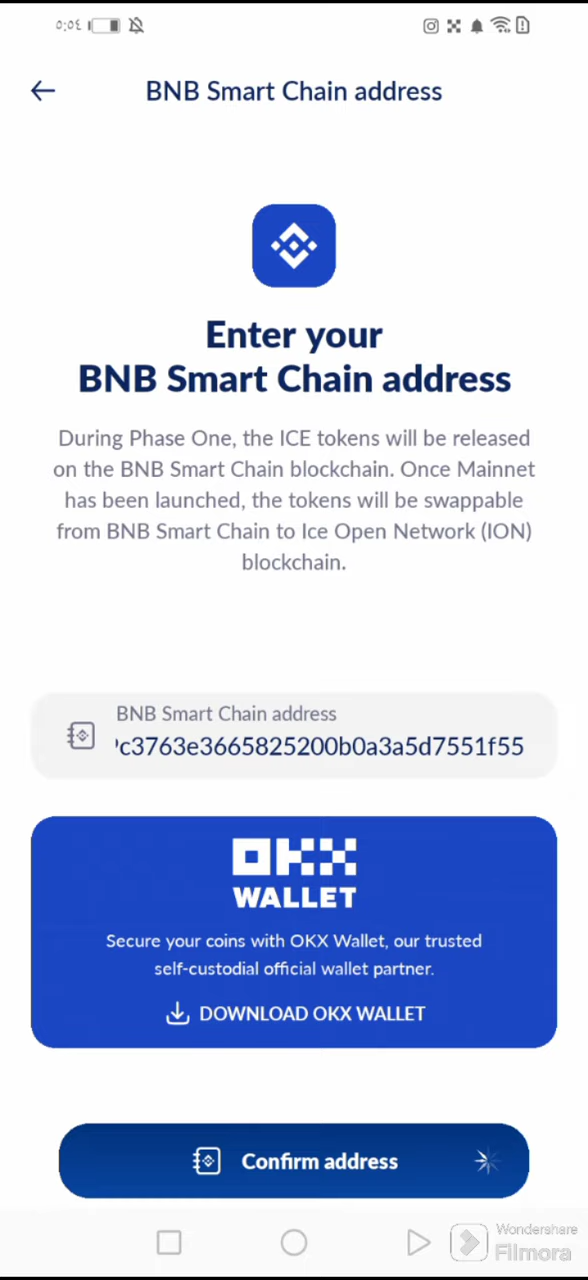 ٥:٥٤
BNB Smart Chain address
Enter your
BNB Smart Chain address
During Phase One, the ICE tokens will be released
on the BNB Smart Chain blockchain. Once Mainnet
has been launched, the tokens will be swappable
from BNB Smart Chain to Ice Open Network (ION)
blockchain.
BNB Smart Chain address
c3763e3665825200b0a3a5d7551f55
OKX
WALLET
Secure your coins with OKX Wallet, our trusted
self-custodial official wallet partner.
DOWNLOAD OKX WALLET
Confirm address
Wondershare
Filmora